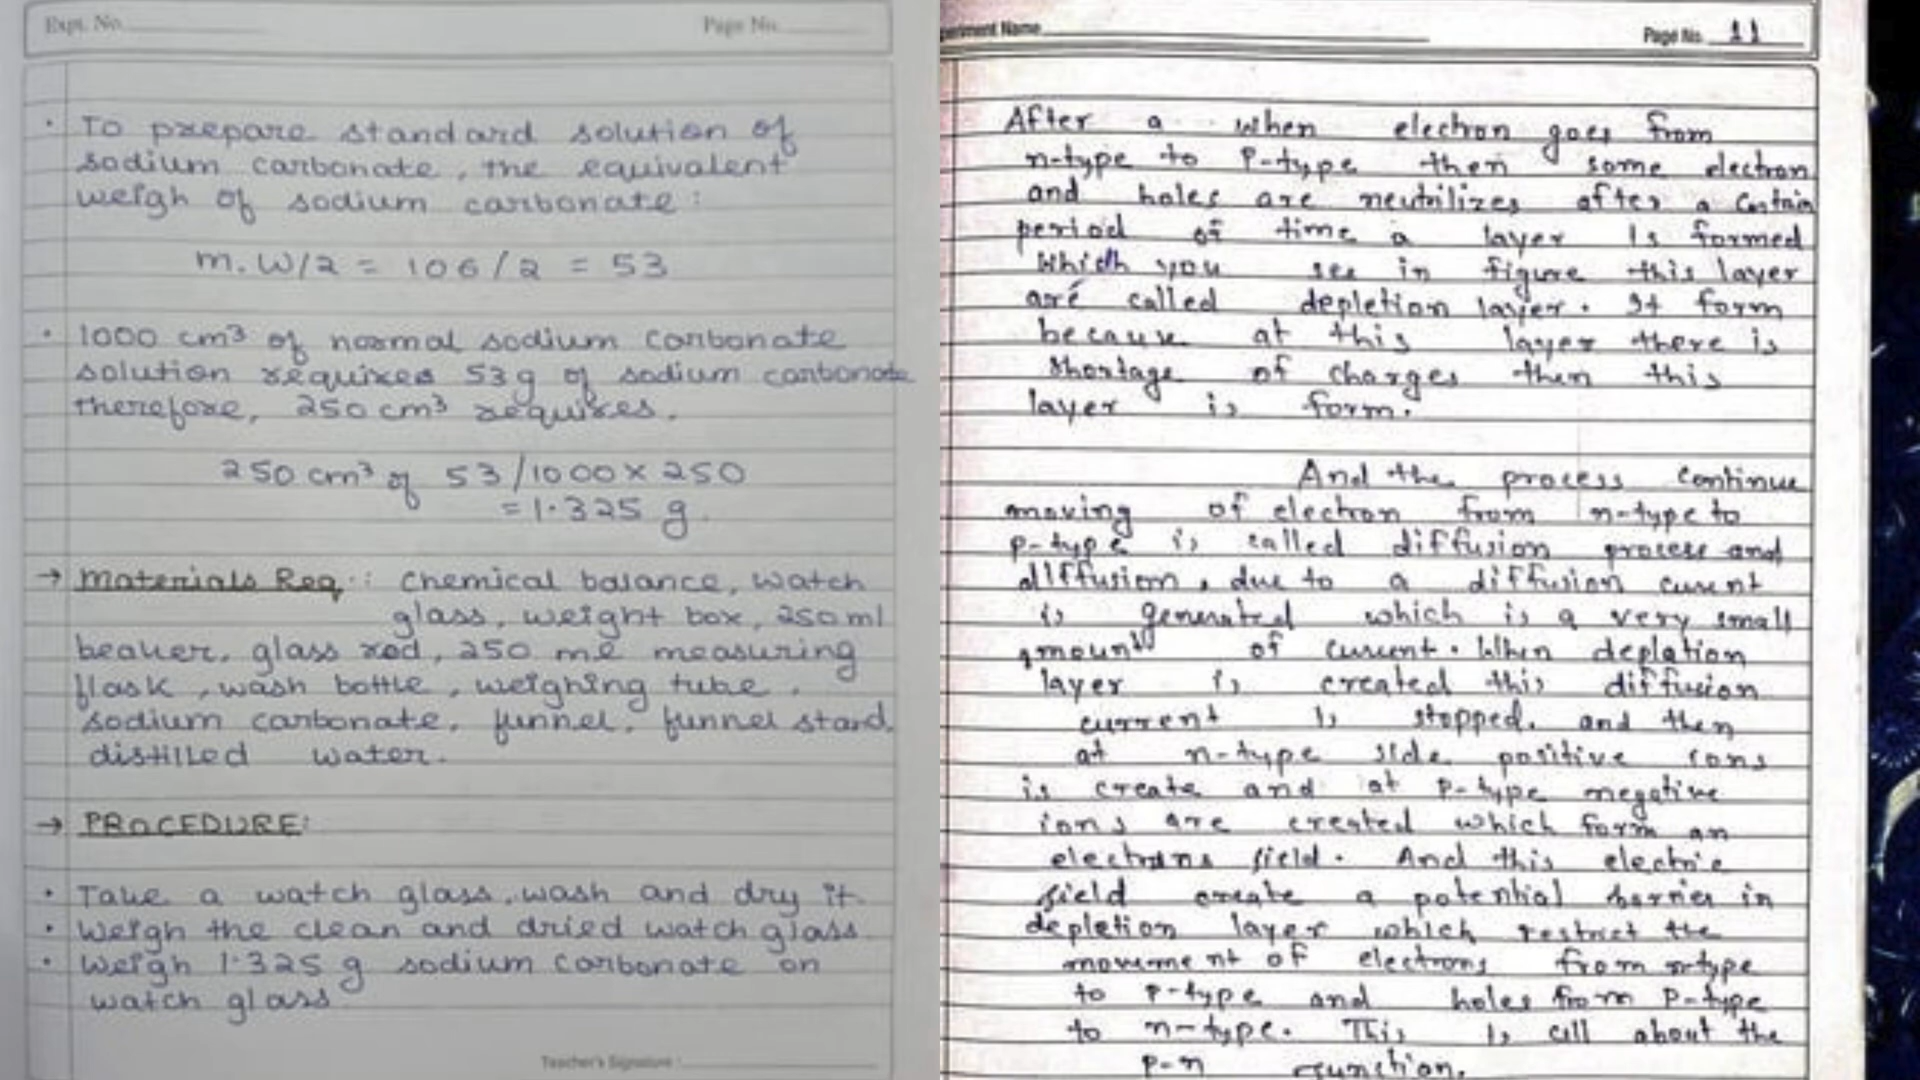 Expt. No.
Page No.
· To prepare standard solution of
sodium carbonate, the equivalent
weigh of sodium carbonate:
m.W/2 = 106/2 = 53
· 1000 cm³ of normal sodium carbonate
solution requires 53g of sodium carbonate
therefore, 250 cm³ requires.
250 cm³ of 53/1000 × 250
= 1.325 g.
→ Materials Req.: Chemical balance, watch
glass, weight box, 250 ml
beaker, glass rod, 250 ml measuring
flask, wash bottle, weighing tube,
sodium carbonate, funnel, funnel stand,
distilled water.
→ PROCEDURE:
· Take a watch glass, wash and dry it.
· Weigh the clean and dried watch glass
· Weigh 1.325 g sodium carbonate on
watch glass
Teacher's Signature :
periment Name
Page No. 11
After a when electron goes from
n-type to P-type then some electron
and holes are neutrilizes after a certain
period of time a layer is formed
Which you see in figure this layer
are called depletion layer. It form
because at this layer there is
shortage of charges then this
layer is form.
And the process continue
moving of electron from n-type to
p-type is called diffusion process and
diffusion, due to a diffusion current
is generated which is a very small
amount of current. When depletion
layer is created this diffusion
current is stopped. and then
at n-type side positive ions
is create and at P-type negative
ions are created which form an
electrons field. And this electric
field create a potential barrier in
depletion layer which restrict the
movement of electrons from n-type
to P-type and holes from P-type
to n-type. This is all about the
P-n Junction.